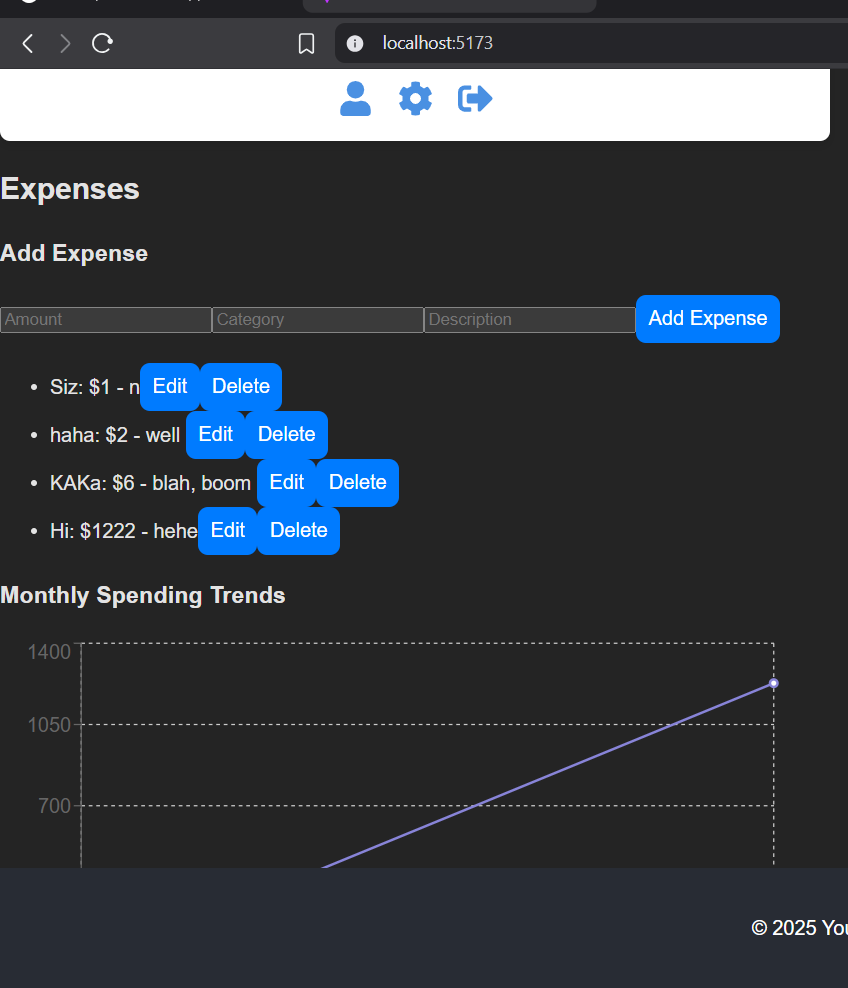 localhost:5173
Expenses
Add Expense
Amount Category Description Add Expense
• Siz: $1 - n Edit Delete
• haha: $2 - well Edit Delete
• KAKa: $6 - blah, boom Edit Delete
• Hi: $1222 - hehe Edit Delete
Monthly Spending Trends
1400
1050
700
© 2025